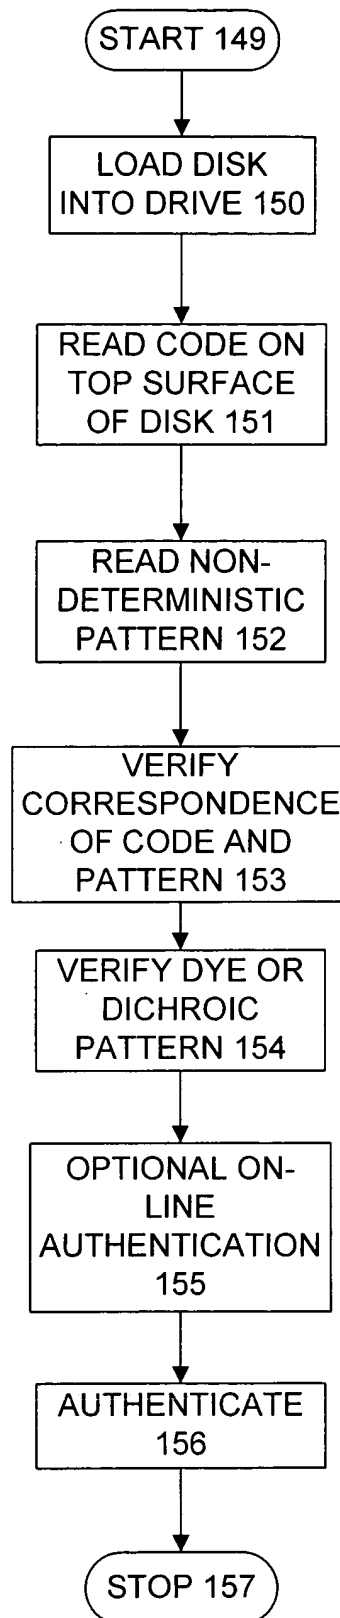 START 149
LOAD DISK
INTO DRIVE 150
READ CODE ON
TOP SURFACE
OF DISK 151
READ NON-
DETERMINISTIC
PATTERN 152
VERIFY
CORRESPONDENCE
OF CODE AND
PATTERN 153
VERIFY DYE OR
DICHROIC
PATTERN 154
OPTIONAL ON-
LINE
AUTHENTICATION
155
AUTHENTICATE
156
STOP 157